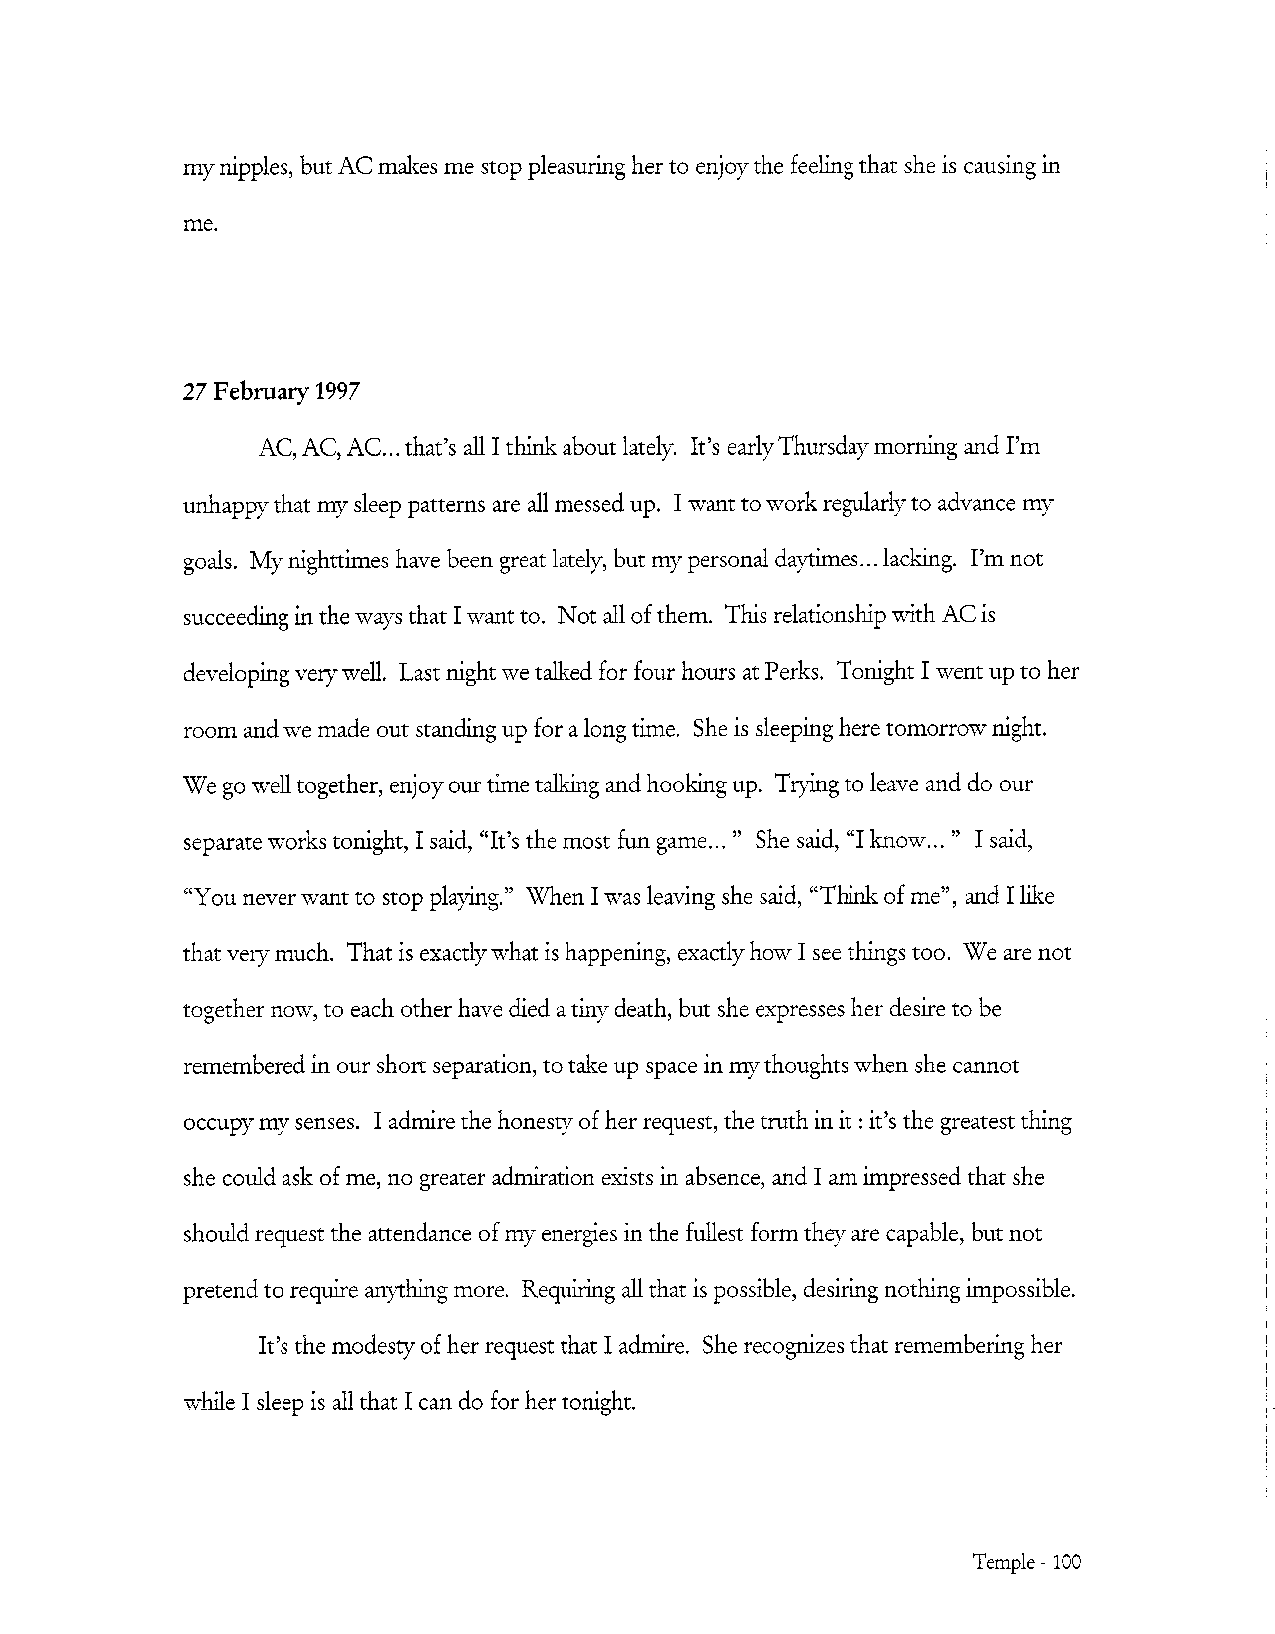 my nipples, but AC makes me stop pleasuring her to enjoy the feeling that she is causing in
me.
27 February 1997
AC, AC, AC... that's all I think about lately. It's early Thursday morning and I'm
unhappy that my sleep patterns are all messed up. I want to work regularly to advance my
goals. My nighttimes have been great lately, but my personal daytimes... lacking. I'm not
succeeding in the ways that I want to. Not all of them. This relationship with AC is
developing very well. Last night we talked for four hours at Perks. Tonight I went up to her
room and we made out standing up for a long time. She is sleeping here tomorrow night.
We go well together, enjoy our time talking and hooking up. Trying to leave and do our
separate works tonight, I said, “It's the most fun game... ” She said, “I know... ” I said,
“You never want to stop playing.” When I was leaving she said, “Think of me”, and I like
that very much. That is exactly what is happening, exactly how I see things too. We are not
together now, to each other have died a tiny death, but she expresses her desire to be
remembered in our short separation, to take up space in my thoughts when she cannot
occupy my senses. I admire the honesty of her request, the truth in it : it's the greatest thing
she could ask of me, no greater admiration exists in absence, and I am impressed that she
should request the attendance of my energies in the fullest form they are capable, but not
pretend to require anything more. Requiring all that is possible, desiring nothing impossible.
It's the modesty of her request that I admire. She recognizes that remembering her
while I sleep is all that I can do for her tonight.
Temple - 100